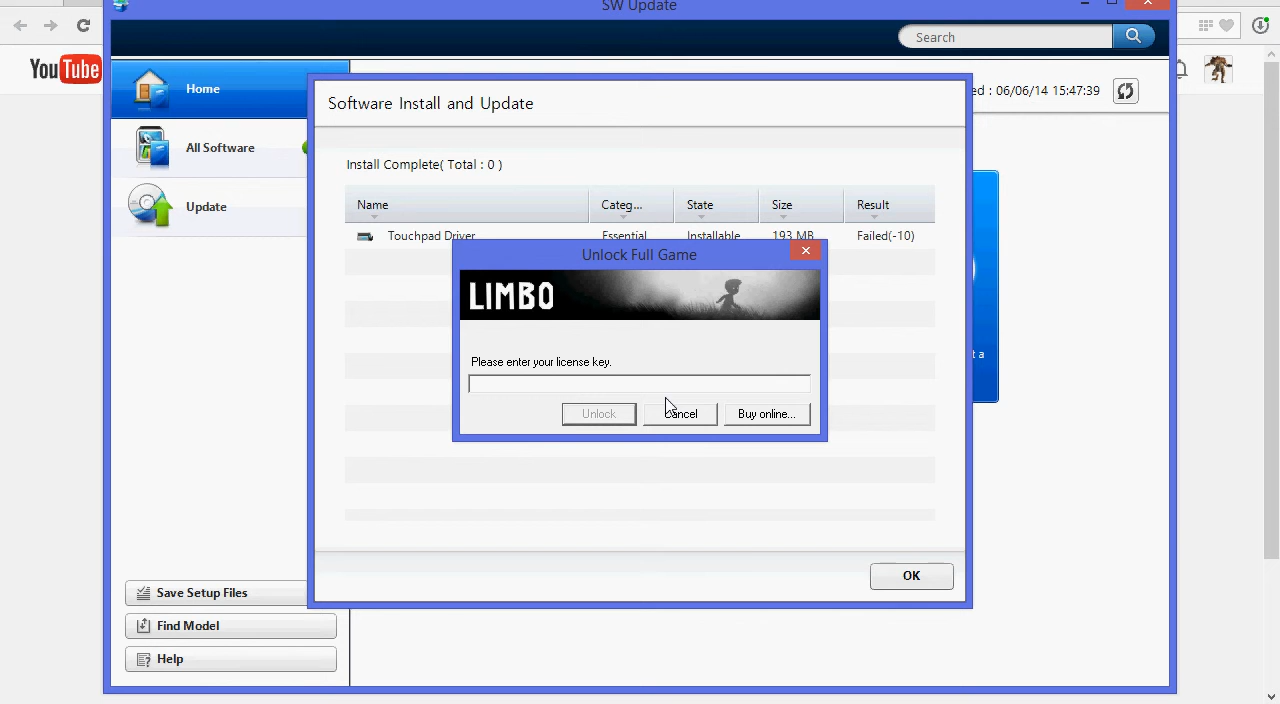 SW Update
Search
YouTube
Home
ed : 06/06/14 15:47:39
Software Install and Update
All Software
Install Complete( Total : 0 )
Update
Name Categ... State Size Result
Touchpad Driver Essential Installable 193 MB Failed(-10)
Unlock Full Game
LIMBO
t a
Please enter your license key.
Unlock Cancel Buy online...
OK
Save Setup Files
Find Model
Help